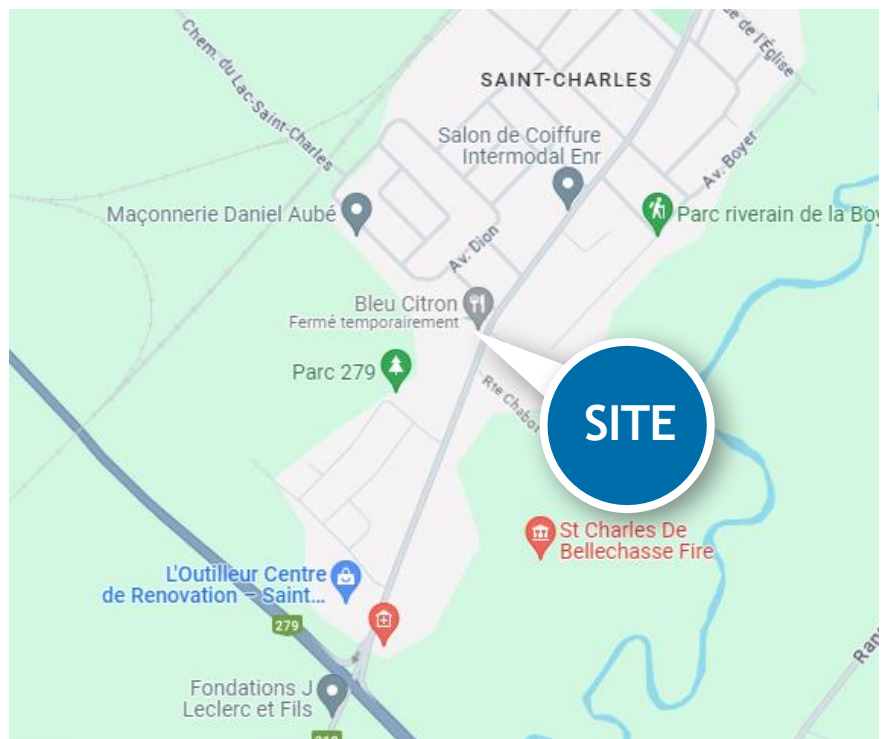 Chem. du Lac-Saint-Charles
de l'Église
SAINT-CHARLES
Salon de Coiffure
Intermodal Enr
Av. Boyer
Maçonnerie Daniel Aubé
Parc riverain de la Boy
Av. Dion
Bleu Citron
Fermé temporairement
Parc 279
Rte Chabot
SITE
St Charles De
Bellechasse Fire
L'Outilleur Centre
de Renovation – Saint...
279
Fondations J
Leclerc et Fils